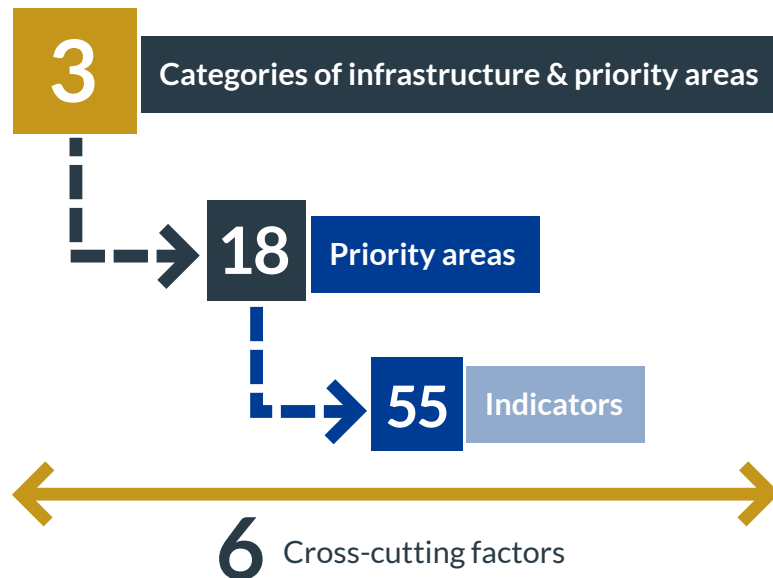 3 Categories of infrastructure & priority areas
18 Priority areas
55 Indicators
6 Cross-cutting factors